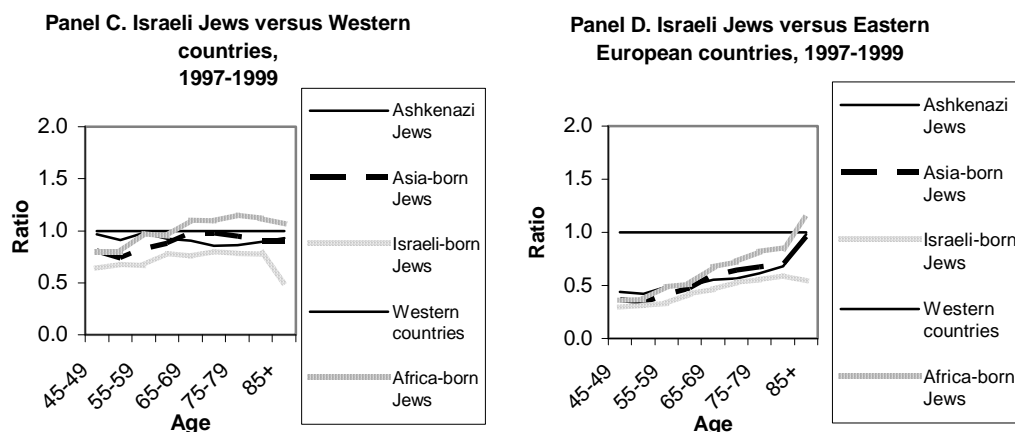 Panel C. Israeli Jews versus Western
countries,
1997-1999
2.0
1.5
1.0
0.5
0.0
Ratio
45-49
55-59
65-69
75-79
85+
Age
Ashkenazi
Jews
Asia-born
Jews
Israeli-born
Jews
Western
countries
Africa-born
Jews
Panel D. Israeli Jews versus Eastern
European countries, 1997-1999
2.0
1.5
1.0
0.5
0.0
Ratio
45-49
55-59
65-69
75-79
85+
Age
Ashkenazi
Jews
Asia-born
Jews
Israeli-born
Jews
Western
countries
Africa-born
Jews